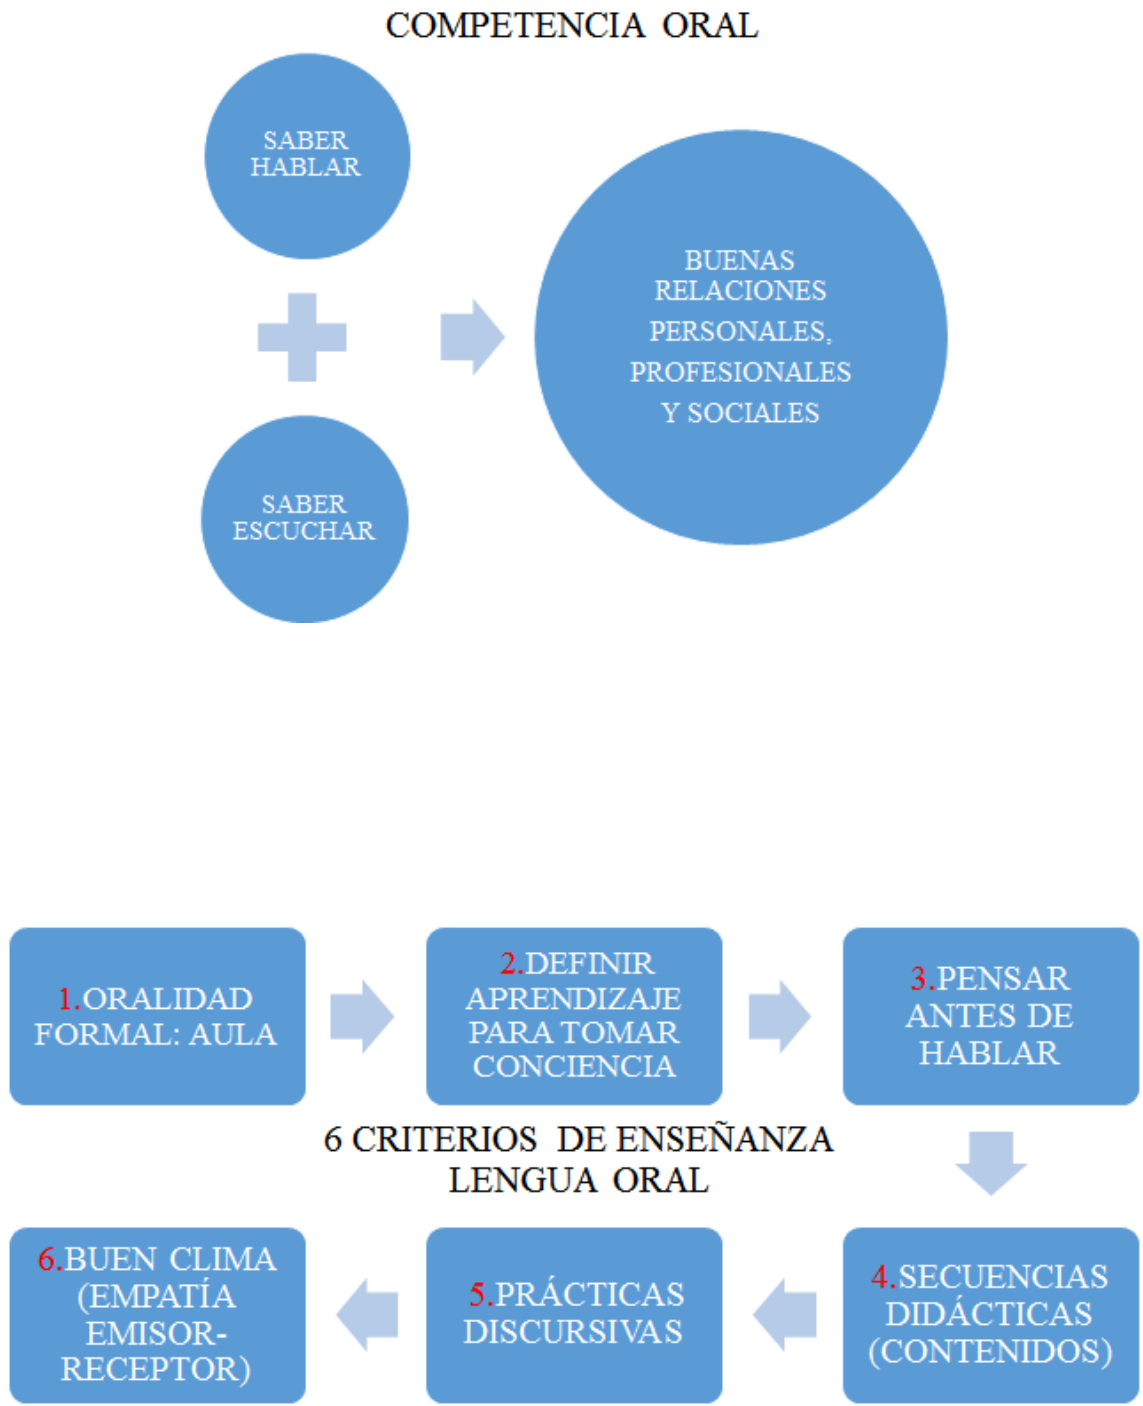 COMPETENCIA ORAL
SABER
HABLAR
BUENAS
RELACIONES
PERSONALES,
PROFESIONALES
Y SOCIALES
SABER
ESCUCHAR
1.ORALIDAD
FORMAL: AULA
2.DEFINIR
APRENDIZAJE
PARA TOMAR
CONCIENCIA
3.PENSAR
ANTES DE
HABLAR
6 CRITERIOS DE ENSEÑANZA
LENGUA ORAL
4.SECUENCIAS
DIDÁCTICAS
(CONTENIDOS)
5.PRÁCTICAS
DISCURSIVAS
6.BUEN CLIMA
(EMPATÍA
EMISOR-
RECEPTOR)